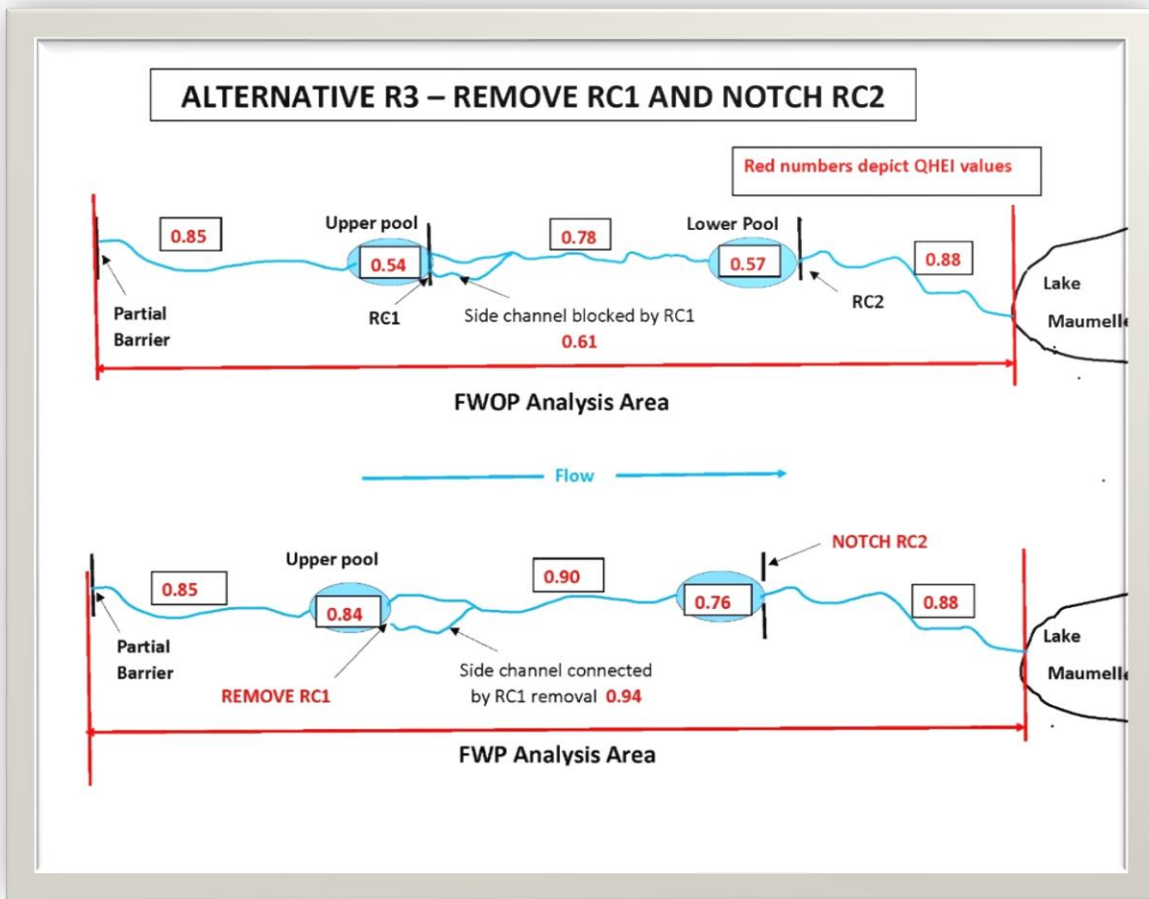 ALTERNATIVE R3 – REMOVE RC1 AND NOTCH RC2
Red numbers depict QHEI values
Upper pool
Lower Pool
0.85
0.54
0.78
0.57
0.88
Lake
Maumelle
Partial
Barrier
RC1
Side channel blocked by RC1
0.61
RC2
FWOP Analysis Area
Flow
NOTCH RC2
Upper pool
0.85
0.84
0.90
0.76
0.88
Lake
Maumelle
Partial
Barrier
REMOVE RC1
Side channel connected
by RC1 removal 0.94
FWP Analysis Area